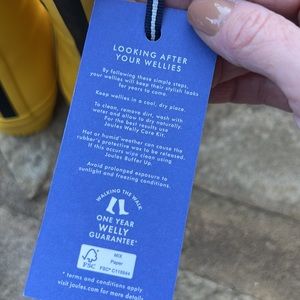 LOOKING AFTER
YOUR WELLIES
By following these simple steps,
your wellies will keep their stylish looks
for years to come.
Keep wellies in a cool, dry place.
To clean, remove dirt, wash with
water and allow to dry naturally.
For the best results use
Joules Welly Care Kit.
Hot or humid weather can cause the
rubber's protective wax to be released.
If this occurs wipe clean using
Joules Buffer Up.
Avoid prolonged exposure to
sunlight and freezing conditions.
WALKING THE WALK
ONE YEAR
WELLY
GUARANTEE*
FSC
MIX
Paper
* terms and conditions apply
visit joules.com for more details